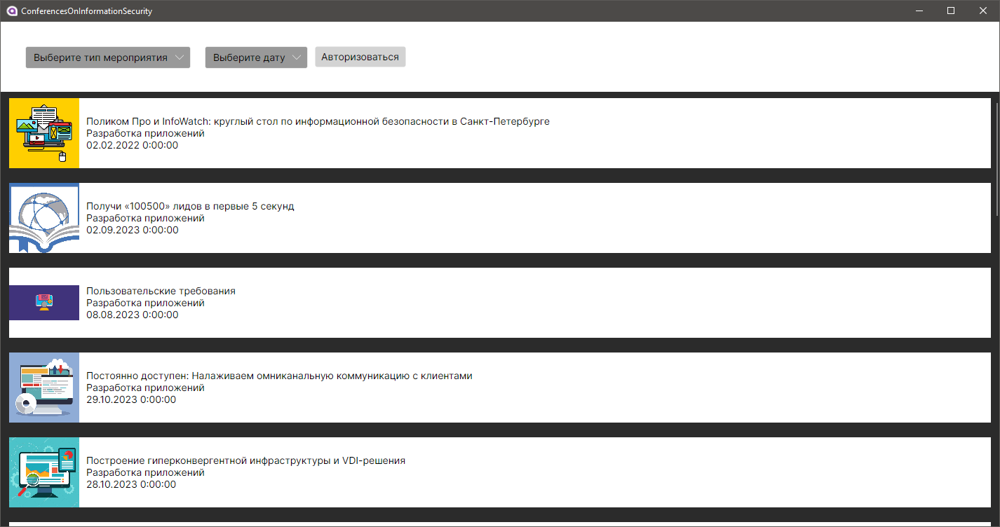 ConferencesOnInformationSecurity
Выберите тип мероприятия
Выберите дату
Авторизоваться
Поликом Про и InfoWatch: круглый стол по информационной безопасности в Санкт-Петербурге
Разработка приложений
02.02.2022 0:00:00
Получи «100500» лидов в первые 5 секунд
Разработка приложений
02.09.2023 0:00:00
Пользовательские требования
Разработка приложений
08.08.2023 0:00:00
Постоянно доступен: Налаживаем омниканальную коммуникацию с клиентами
Разработка приложений
29.10.2023 0:00:00
Построение гиперконвергентной инфраструктуры и VDI-решения
Разработка приложений
28.10.2023 0:00:00